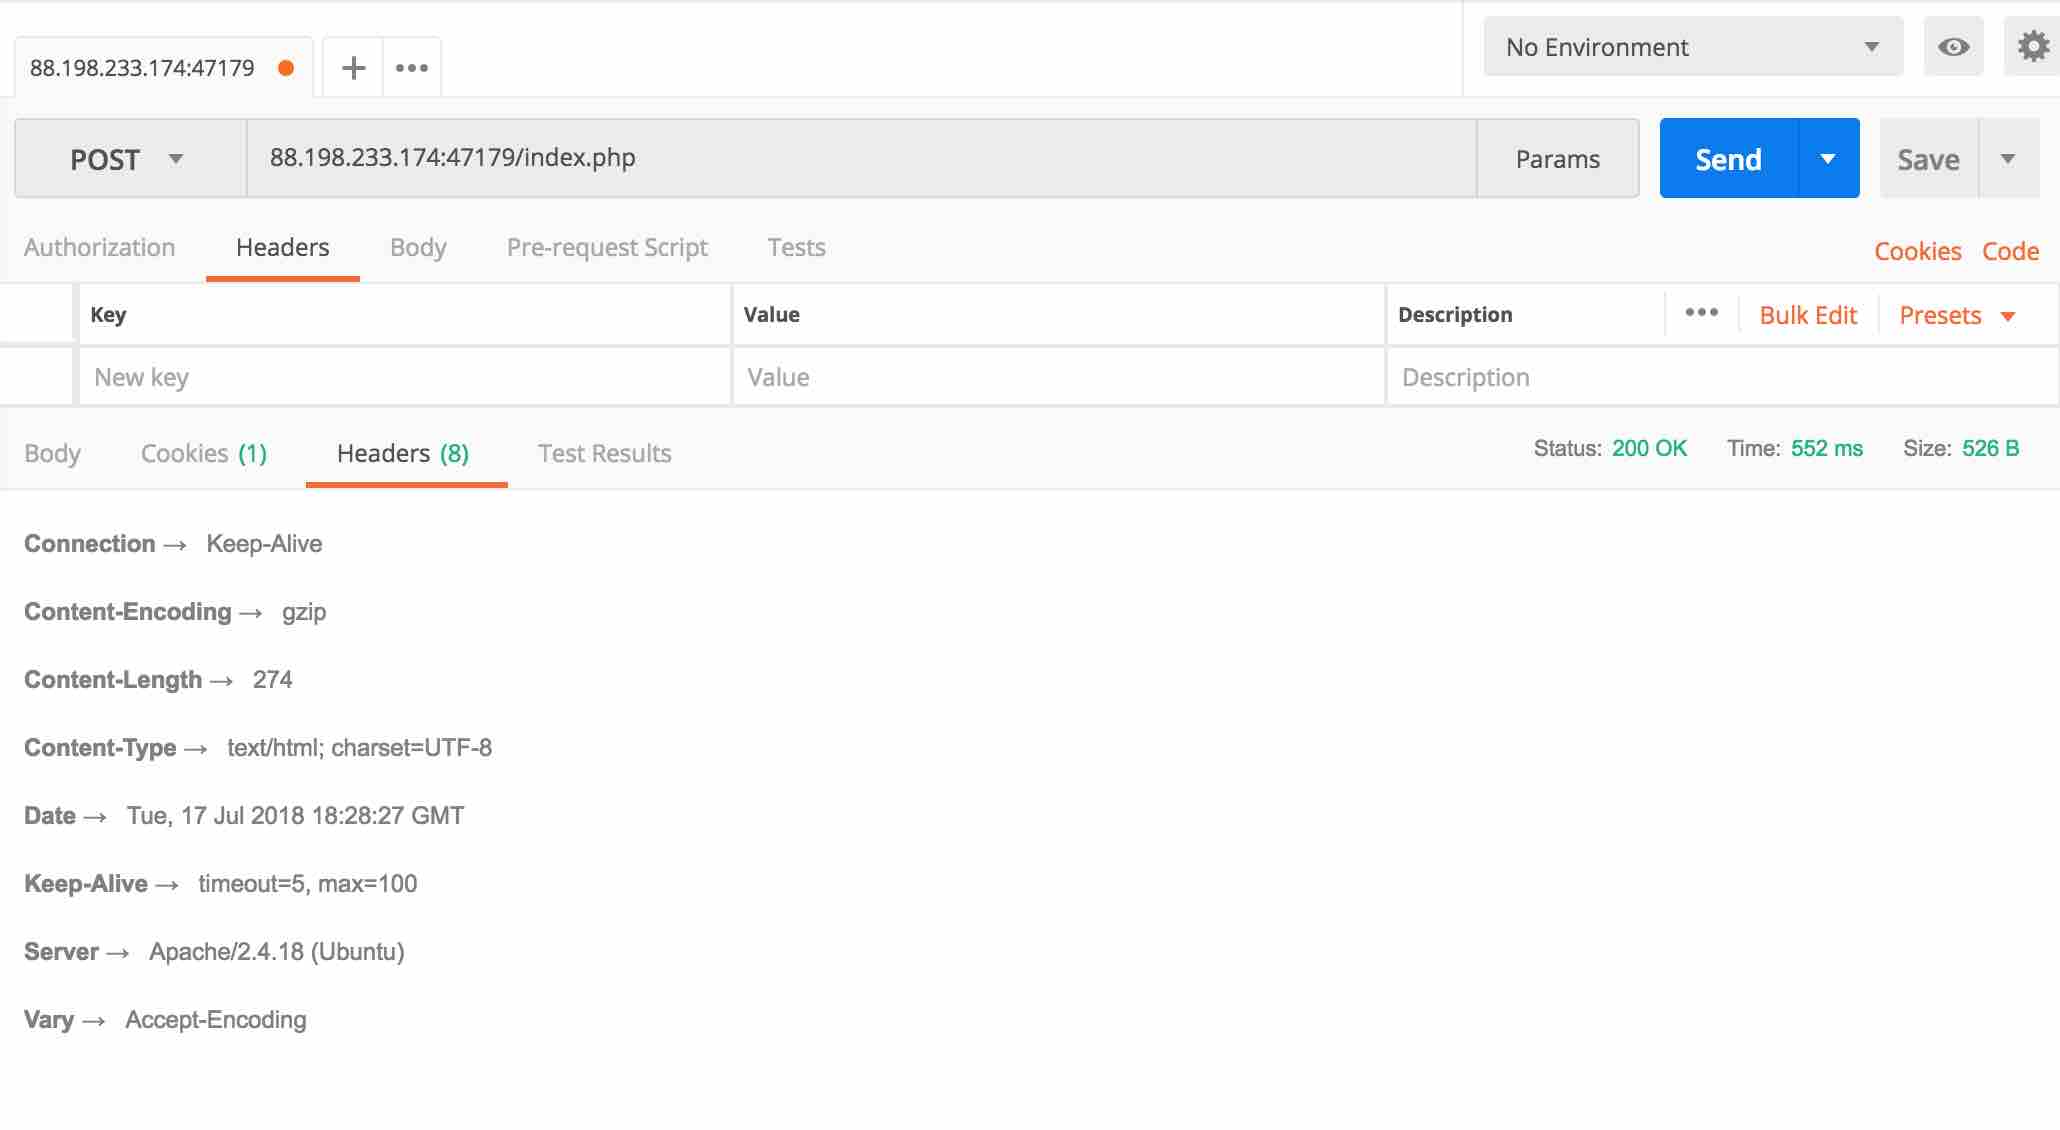 88.198.233.174:47179
No Environment
POST 88.198.233.174:47179/index.php Params Send Save
Authorization Headers Body Pre-request Script Tests Cookies Code
Key Value Description Bulk Edit Presets
New key Value Description
Body Cookies (1) Headers (8) Test Results Status: 200 OK Time: 552 ms Size: 526 B
Connection → Keep-Alive
Content-Encoding → gzip
Content-Length → 274
Content-Type → text/html; charset=UTF-8
Date → Tue, 17 Jul 2018 18:28:27 GMT
Keep-Alive → timeout=5, max=100
Server → Apache/2.4.18 (Ubuntu)
Vary → Accept-Encoding